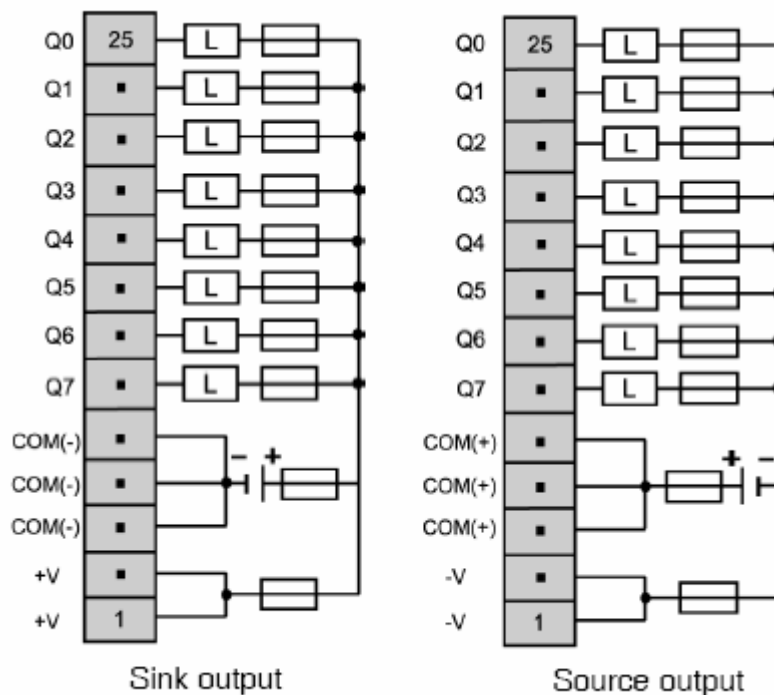 Q0 25 L
Q1 L
Q2 L
Q3 L
Q4 L
Q5 L
Q6 L
Q7 L
COM(-)
COM(-) - +
COM(-)
+V
+V 1
Sink output
Q0 25 L
Q1 L
Q2 L
Q3 L
Q4 L
Q5 L
Q6 L
Q7 L
COM(+)
COM(+) + -
COM(+)
-V
-V 1
Source output